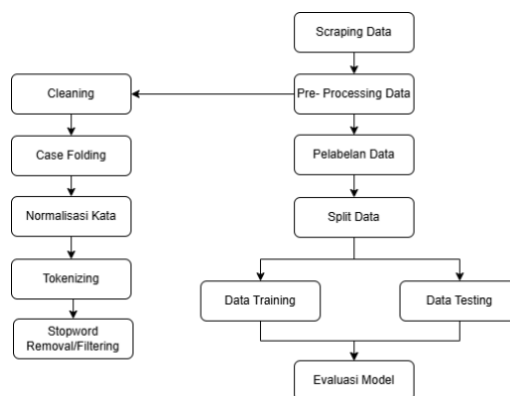 Scraping Data
Cleaning
Pre- Processing Data
Case Folding
Pelabelan Data
Normalisasi Kata
Split Data
Tokenizing
Data Training
Data Testing
Stopword
Removal/Filtering
Evaluasi Model